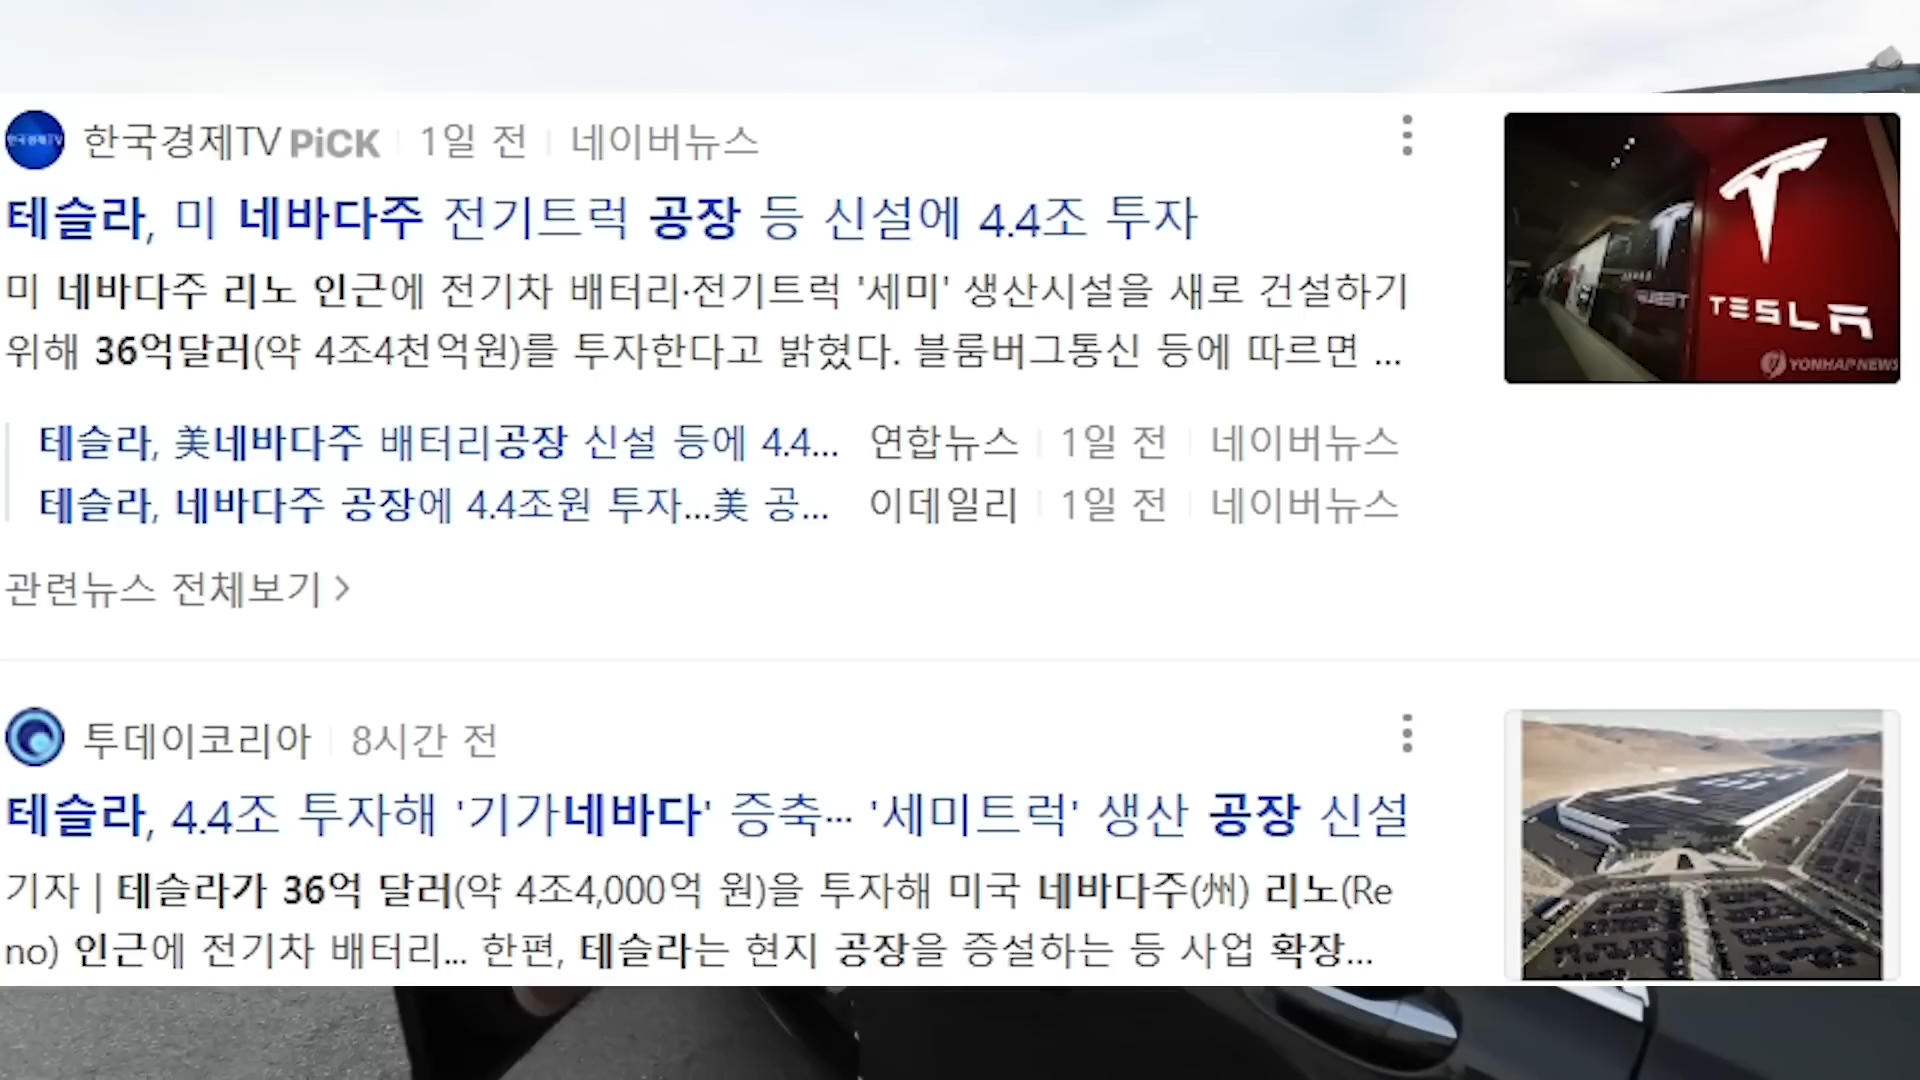 한국경제TV
한국경제TV PiCK 1일 전 네이버뉴스
테슬라, 미 네바다주 전기트럭 공장 등 신설에 4.4조 투자
미 네바다주 리노 인근에 전기차 배터리·전기트럭 '세미' 생산시설을 새로 건설하기
위해 36억달러(약 4조4천억원)를 투자한다고 밝혔다. 블룸버그통신 등에 따르면 ...
TESLA
YONHAPNEWS
테슬라, 美네바다주 배터리공장 신설 등에 4.4... 연합뉴스 1일 전 네이버뉴스
테슬라, 네바다주 공장에 4.4조원 투자...美 공... 이데일리 1일 전 네이버뉴스
관련뉴스 전체보기 >
투데이코리아 8시간 전
테슬라, 4.4조 투자해 '기가네바다' 증축… '세미트럭' 생산 공장 신설
기자 | 테슬라가 36억 달러(약 4조4,000억 원)을 투자해 미국 네바다주(州) 리노(Re
no) 인근에 전기차 배터리... 한편, 테슬라는 현지 공장을 증설하는 등 사업 확장...